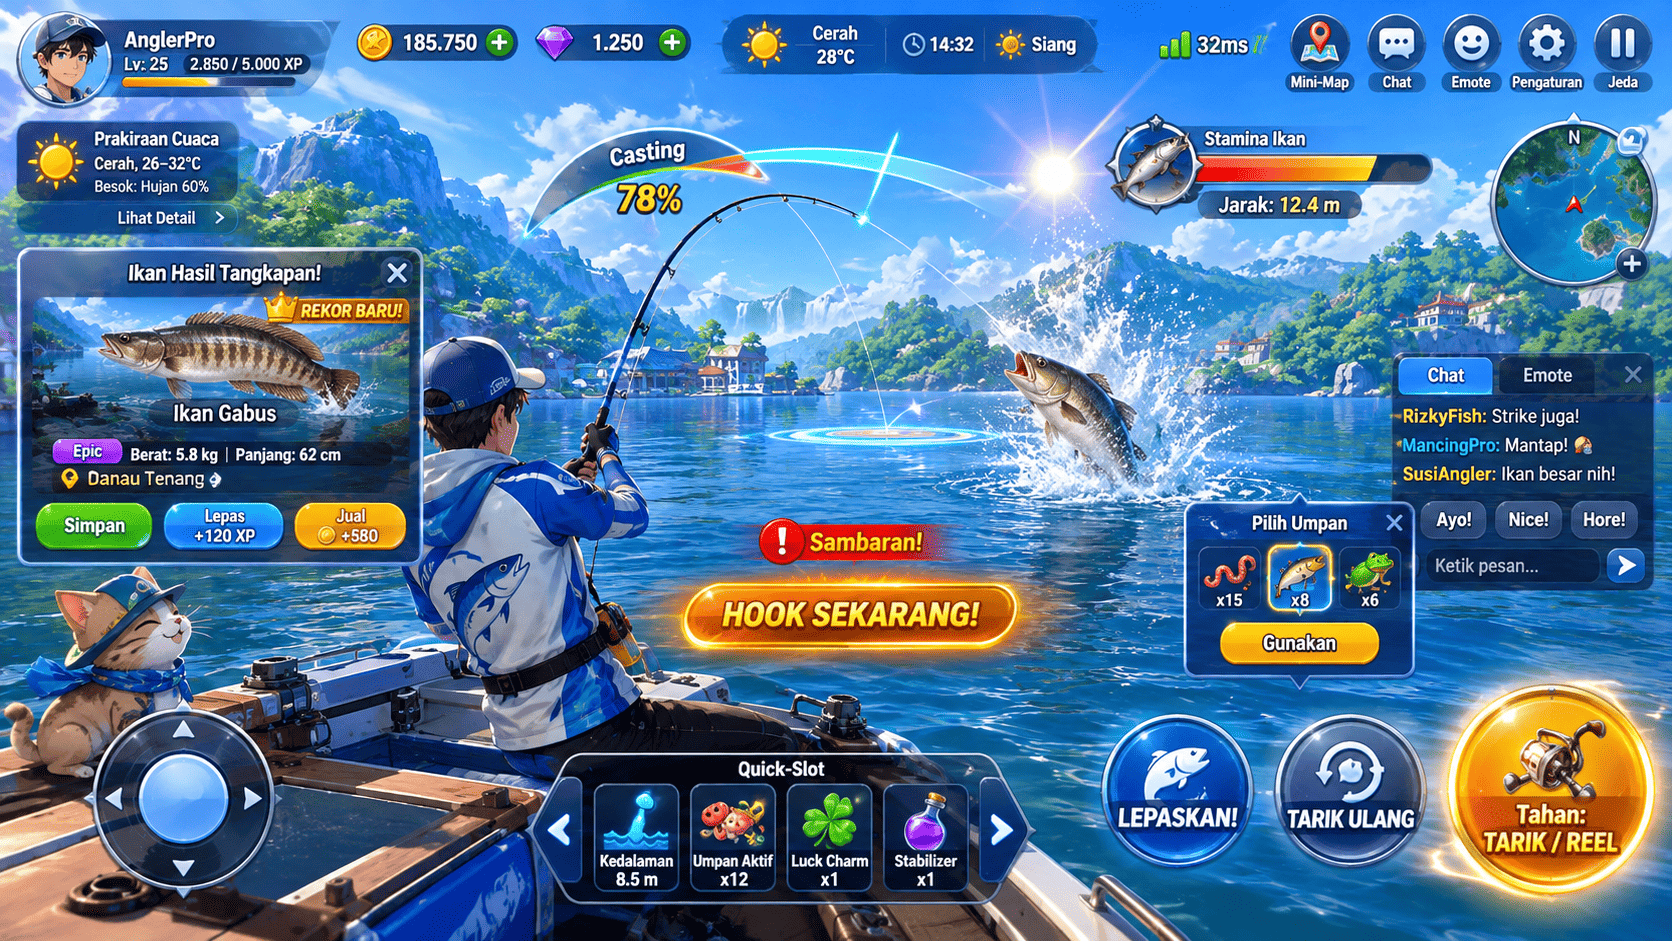 AnglerPro
Lv: 25 2.850 / 5.000 XP
185.750
1.250
Cerah
28°C
14:32
Siang
32ms
Mini-Map
Chat
Emote
Pengaturan
Jeda
Prakiraan Cuaca
Cerah, 26–32°C
Besok: Hujan 60%
Lihat Detail
Casting
78%
Stamina Ikan
Jarak: 12.4 m
N
Ikan Hasil Tangkapan!
REKOR BARU!
Ikan Gabus
Epic Berat: 5.8 kg | Panjang: 62 cm
Danau Tenang
Simpan
Lepas
+120 XP
Jual
+580
Chat
Emote
RizkyFish: Strike juga!
MancingPro: Mantap!
SusiAngler: Ikan besar nih!
Ayo!
Nice!
Hore!
Ketik pesan...
Sambaran!
HOOK SEKARANG!
Pilih Umpan
x15
x8
x6
Gunakan
Quick-Slot
Kedalaman
8.5 m
Umpan Aktif
x12
Luck Charm
x1
Stabilizer
x1
LEPASKAN!
TARIK ULANG
Tahan:
TARIK / REEL